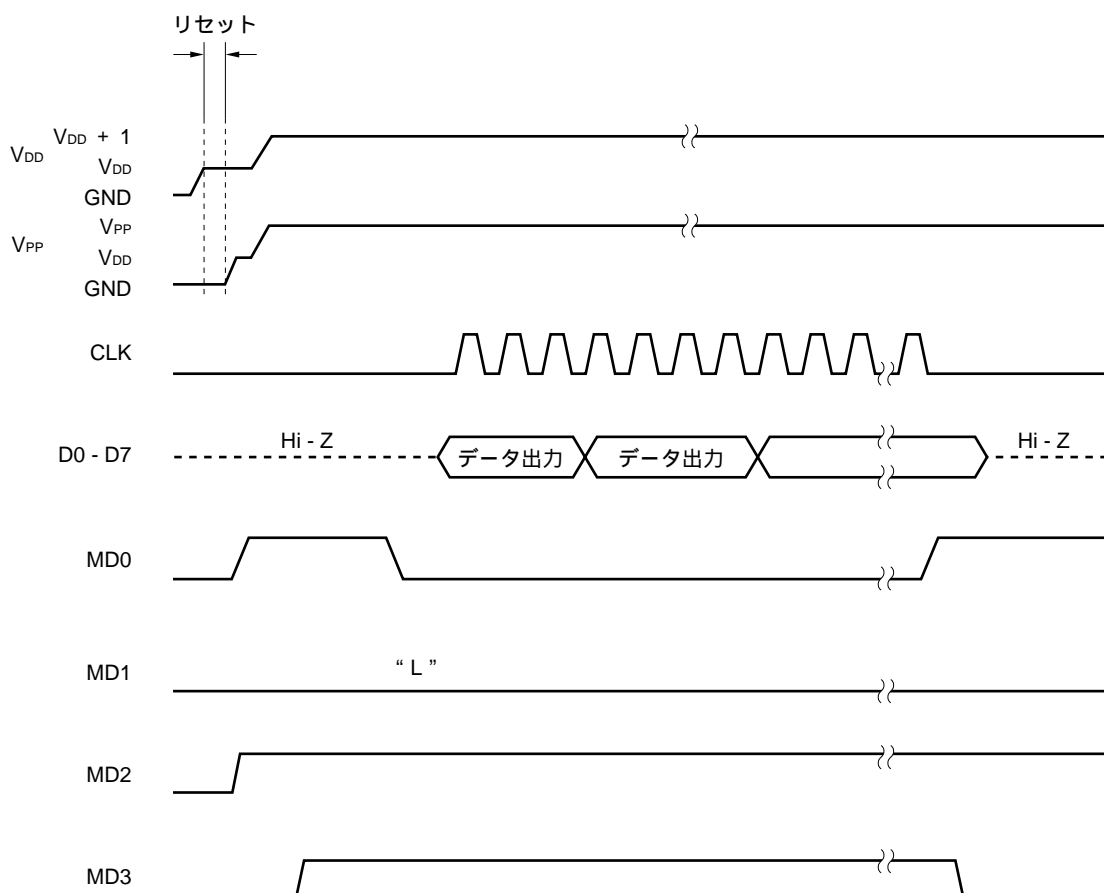 リセット
VDD + 1
VDD
VDD
GND
VPP
VPP
VDD
GND
CLK
Hi - Z
Hi - Z
D0 - D7
データ出力
データ出力
MD0
“ L ”
MD1
MD2
MD3